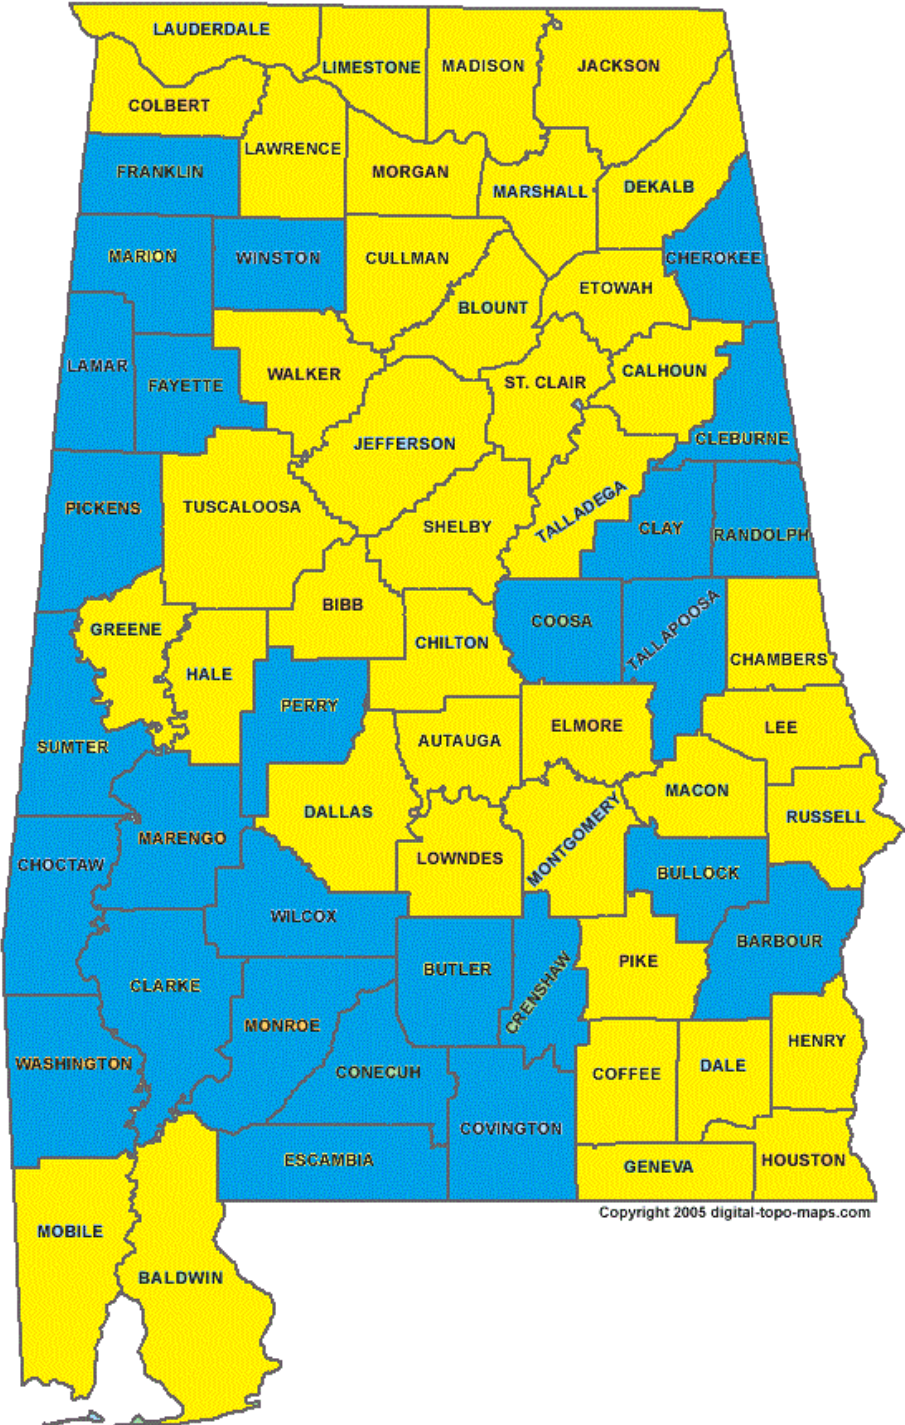 LAUDERDALE
LIMESTONE
MADISON
JACKSON
COLBERT
LAWRENCE
MORGAN
FRANKLIN
MARSHALL
DEKALB
MARION
WINSTON
CULLMAN
CHEROKEE
ETOWAH
BLOUNT
LAMAR
FAYETTE
WALKER
ST. CLAIR
CALHOUN
JEFFERSON
CLEBURNE
PICKENS
TUSCALOOSA
SHELBY
TALLADEGA
CLAY
RANDOLPH
GREENE
BIBB
CHILTON
COOSA
TALLAPOOSA
CHAMBERS
HALE
PERRY
SUMTER
AUTAUGA
ELMORE
LEE
MACON
DALLAS
RUSSELL
MARENGO
CHOCTAW
LOWNDES
MONTGOMERY
BULLOCK
WILCOX
BARBOUR
PIKE
BUTLER
CRENSHAW
CLARKE
MONROE
HENRY
WASHINGTON
CONECUH
COFFEE
DALE
COVINGTON
ESCAMBIA
GENEVA
HOUSTON
Copyright 2005 digital-topo-maps.com
MOBILE
BALDWIN